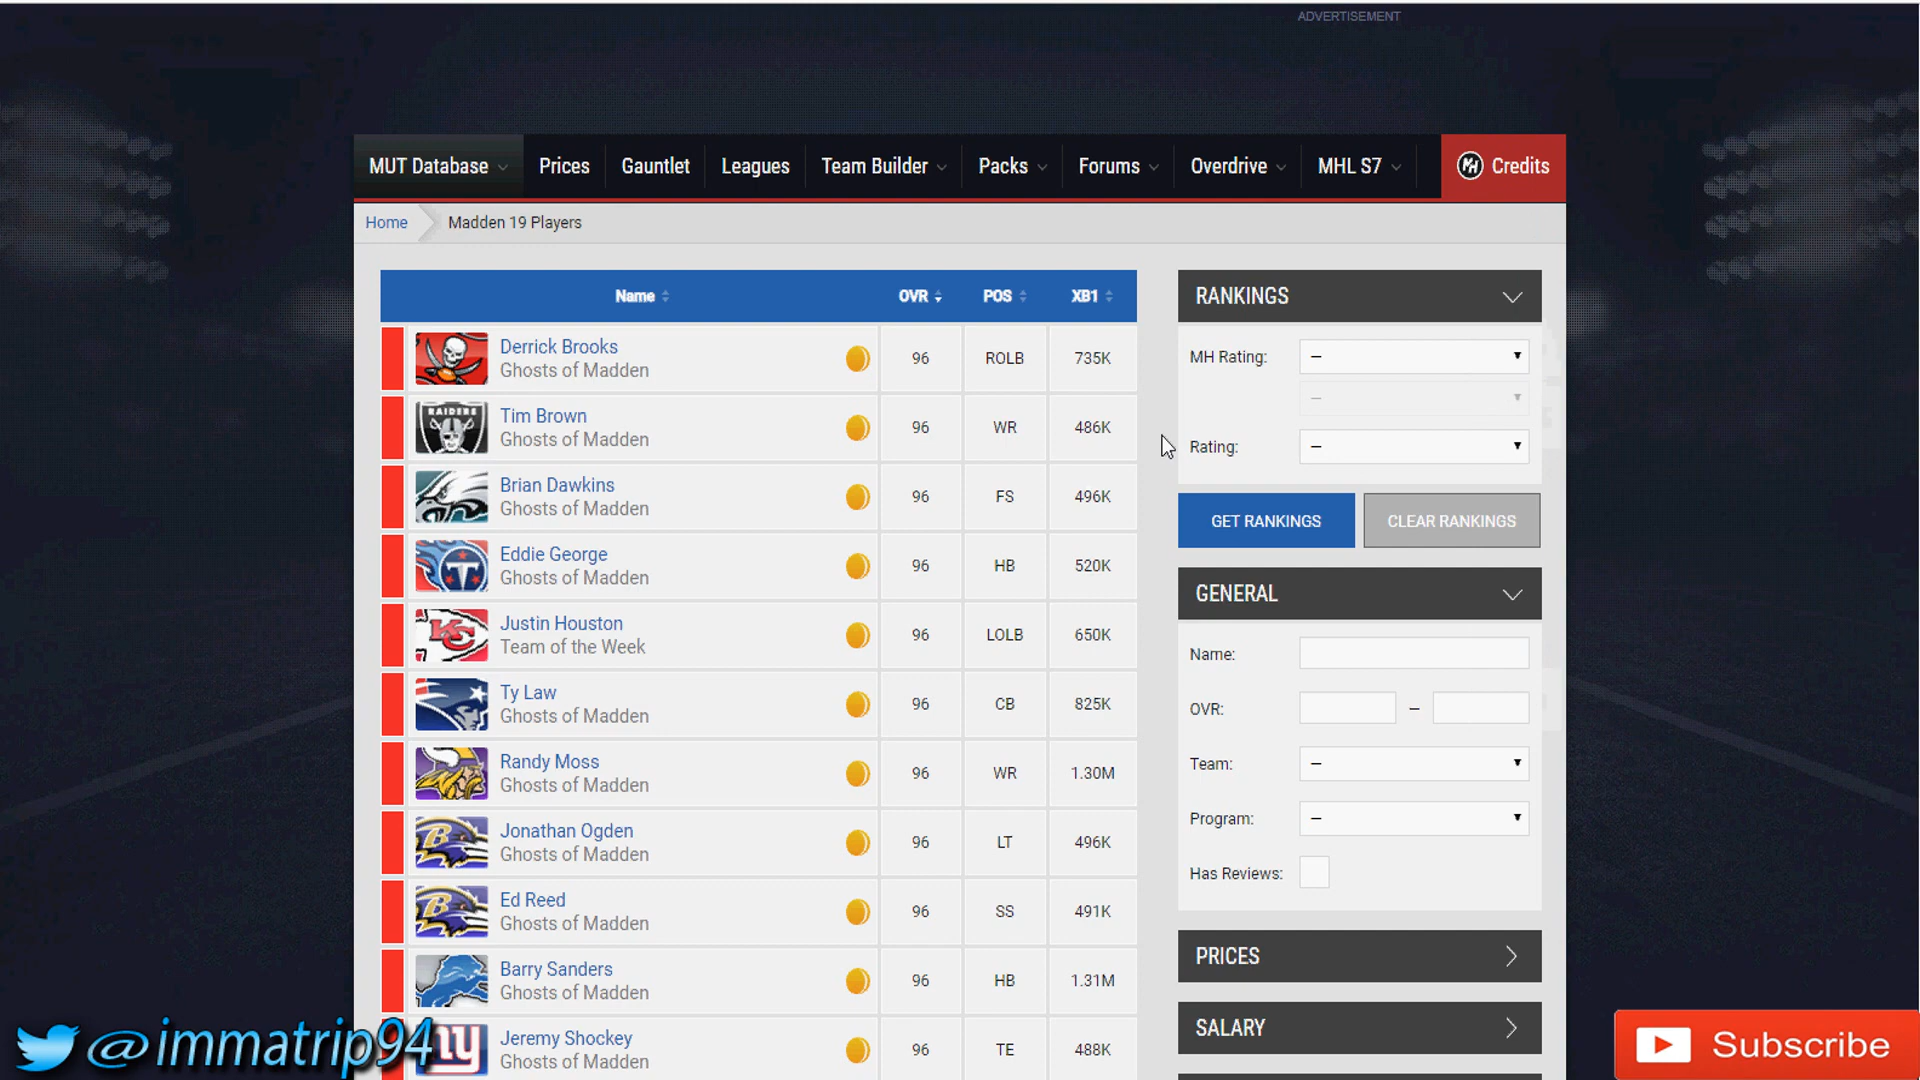 ADVERTISEMENT
MUT Database Prices Gauntlet Leagues Team Builder Packs Forums Overdrive MHL S7 MH Credits
Home Madden 19 Players
Name OVR POS XB1
Derrick Brooks
Ghosts of Madden
96 ROLB 735K
RAIDERS
Tim Brown
Ghosts of Madden
96 WR 486K
Brian Dawkins
Ghosts of Madden
96 FS 496K
Eddie George
Ghosts of Madden
96 HB 520K
KC
Justin Houston
Team of the Week
96 LOLB 650K
Ty Law
Ghosts of Madden
96 CB 825K
Randy Moss
Ghosts of Madden
96 WR 1.30M
B
Jonathan Ogden
Ghosts of Madden
96 LT 496K
B
Ed Reed
Ghosts of Madden
96 SS 491K
Barry Sanders
Ghosts of Madden
96 HB 1.31M
ny
Jeremy Shockey
Ghosts of Madden
96 TE 488K
RANKINGS
MH Rating: –
–
Rating: –
GET RANKINGS CLEAR RANKINGS
GENERAL
Name:
OVR: –
Team: –
Program: –
Has Reviews:
PRICES
SALARY
@immatrip94
Subscribe